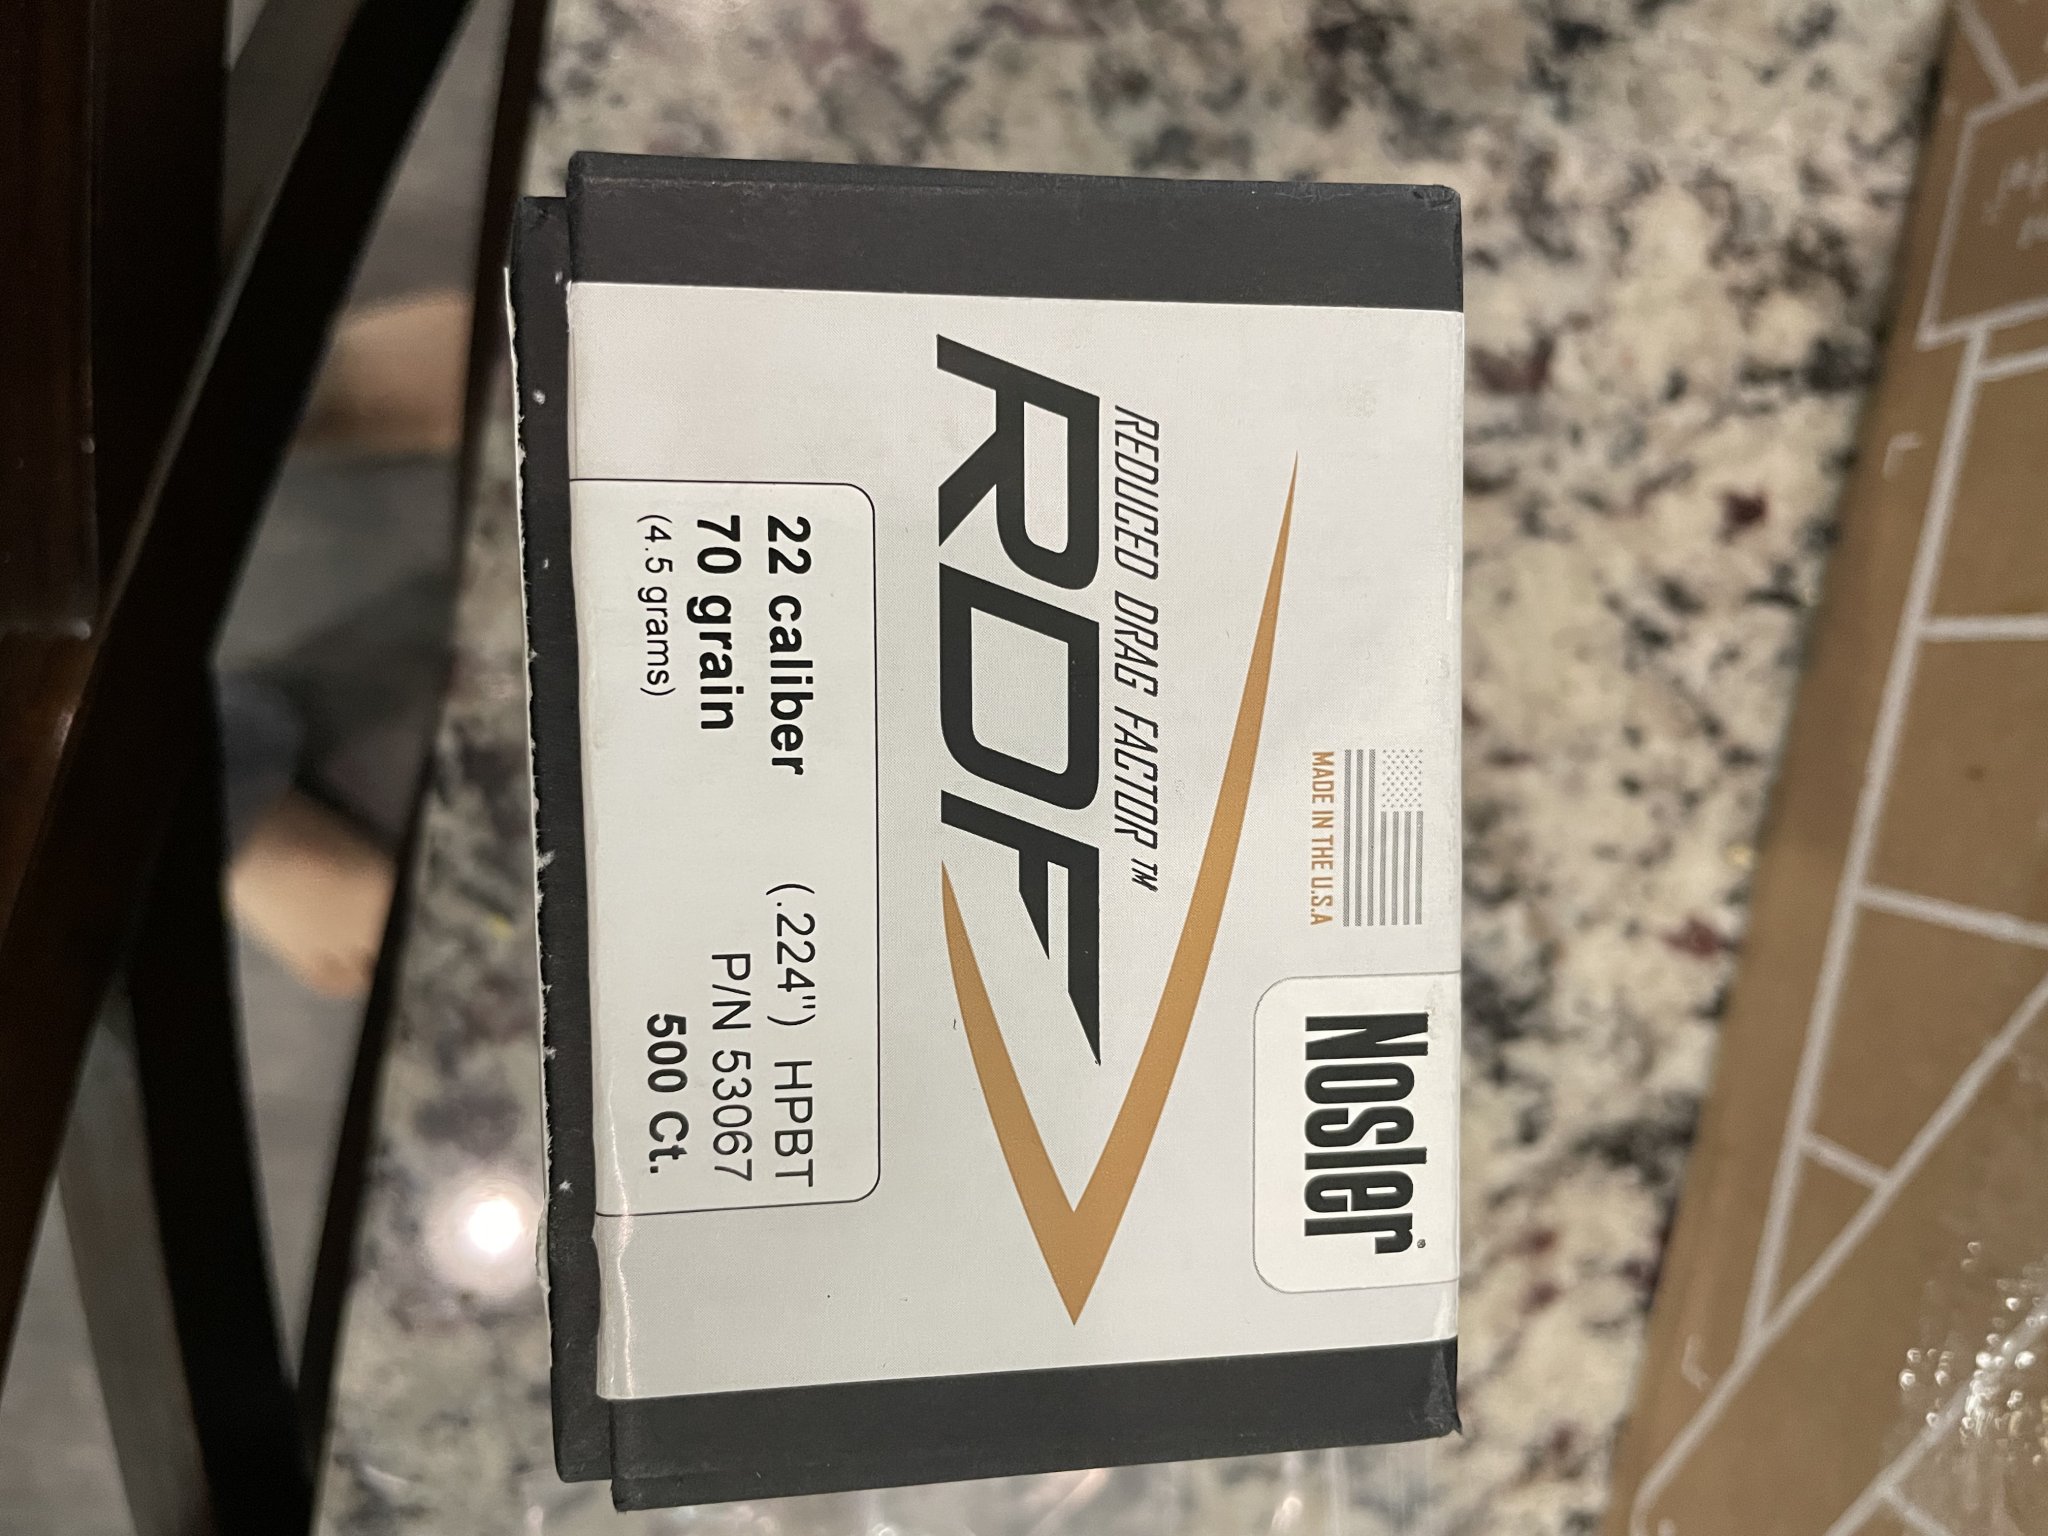 Nosler®
MADE IN THE U.S.A
REDUCED DRAG FACTOR™
RDF
22 caliber (.224") HPBT
70 grain P/N 53067
(4.5 grams) 500 Ct.